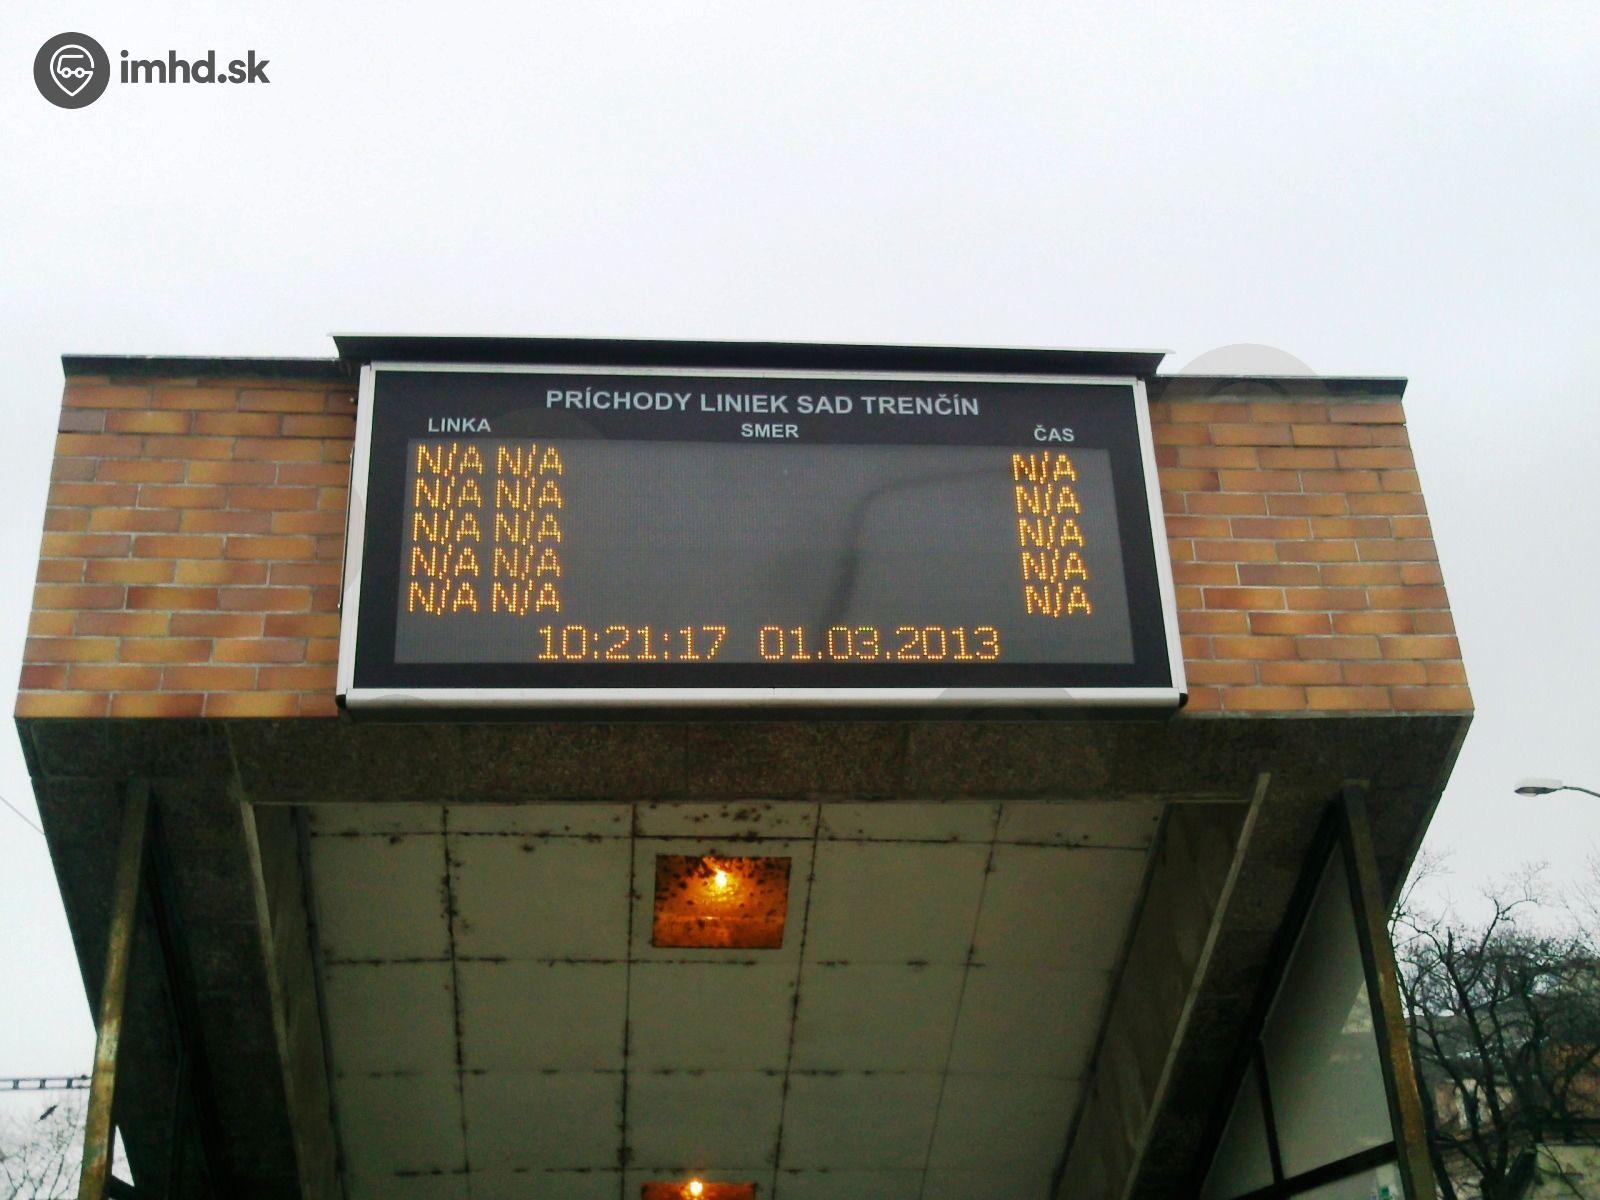 imhd.sk
PRÍCHODY LINIEK SAD TRENČÍN
LINKA SMER ČAS
N/A N/A N/A
N/A N/A N/A
N/A N/A N/A
N/A N/A N/A
N/A N/A N/A
10:21:17 01.03.2013